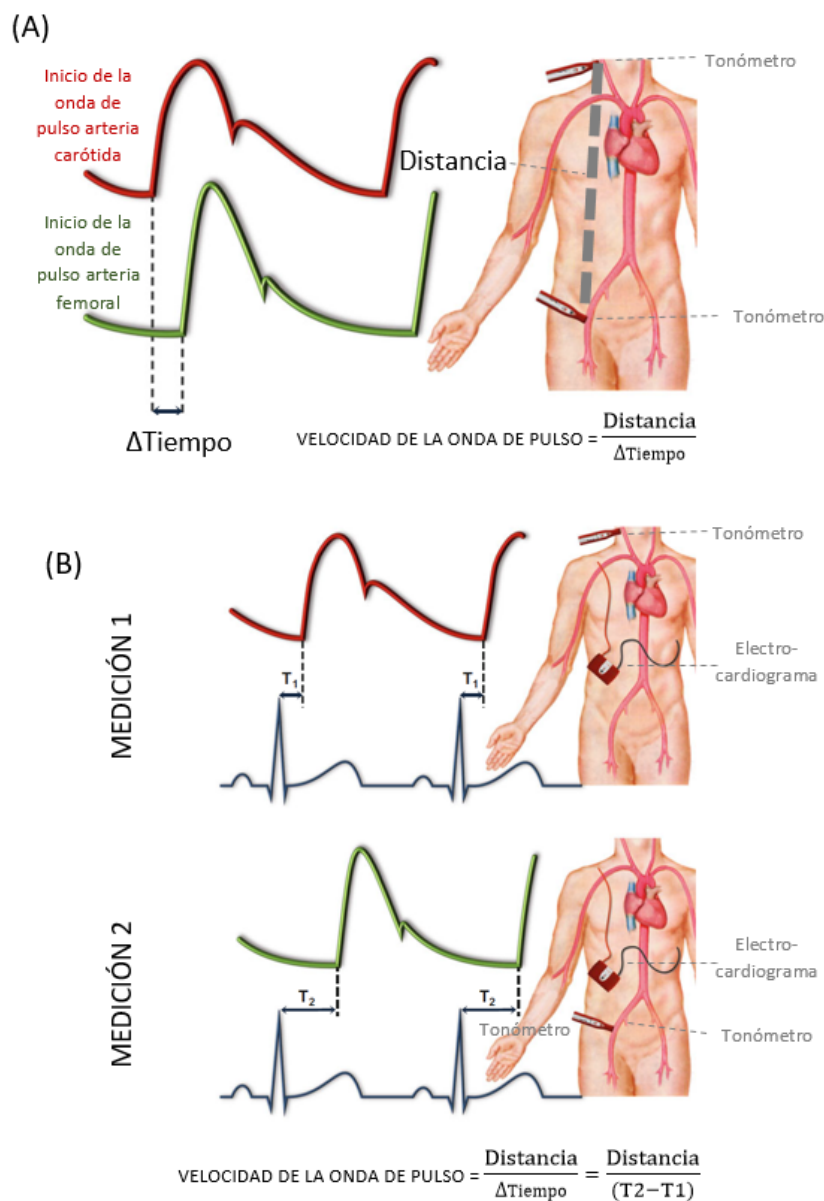 (A)
Inicio de la
onda de
pulso arteria
carótida
Tonómetro
Distancia
Inicio de la
onda de
pulso arteria
femoral
Tonómetro
ΔTiempo
VELOCIDAD DE LA ONDA DE PULSO = Distancia / ΔTiempo
(B)
MEDICIÓN 1
Tonómetro
Electro-
cardiograma
T₁ T₁
MEDICIÓN 2
Electro-
cardiograma
T₂ T₂
Tonómetro Tonómetro
VELOCIDAD DE LA ONDA DE PULSO = Distancia / ΔTiempo = Distancia / (T2−T1)